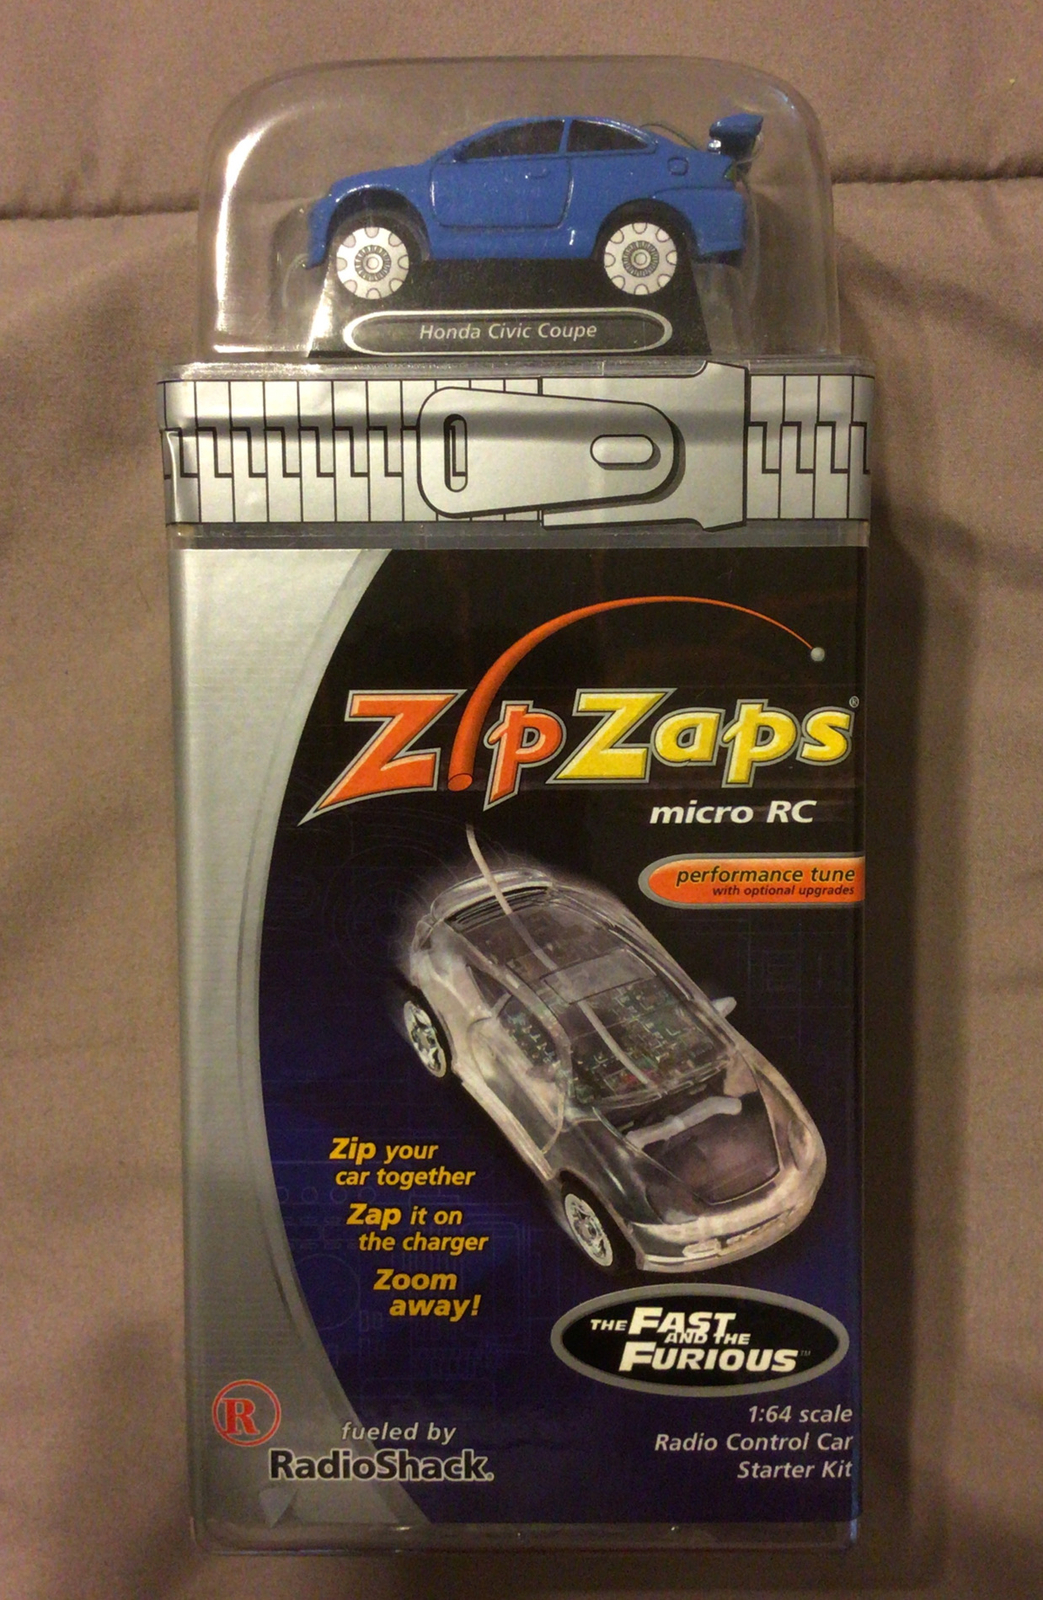 Honda Civic Coupe
ZipZaps®
micro RC
performance tune
with optional upgrades
Zip your
car together
Zap it on
the charger
Zoom
away!
THE FAST
AND THE
FURIOUS™
1:64 scale
Radio Control Car
Starter Kit
R
fueled by
RadioShack.